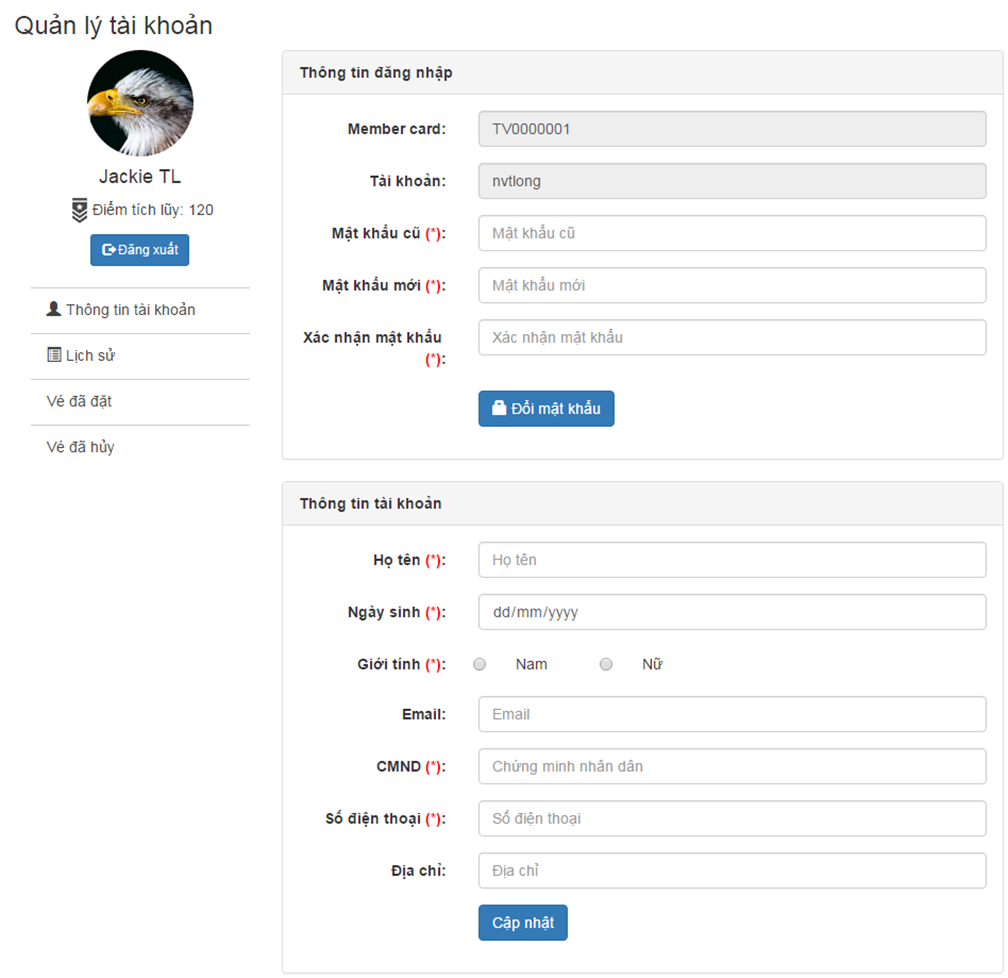 Quản lý tài khoản
Jackie TL
Điểm tích lũy: 120
Đăng xuất
Thông tin tài khoản
Lịch sử
Vé đã đặt
Vé đã hủy
Thông tin đăng nhập
Member card: TV0000001
Tài khoản: nvtlong
Mật khẩu cũ (*): Mật khẩu cũ
Mật khẩu mới (*): Mật khẩu mới
Xác nhận mật khẩu Xác nhận mật khẩu
(*):
Đổi mật khẩu
Thông tin tài khoản
Họ tên (*): Họ tên
Ngày sinh (*): dd/mm/yyyy
Giới tính (*): Nam Nữ
Email: Email
CMND (*): Chứng minh nhân dân
Số điện thoại (*): Số điện thoại
Địa chỉ: Địa chỉ
Cập nhật